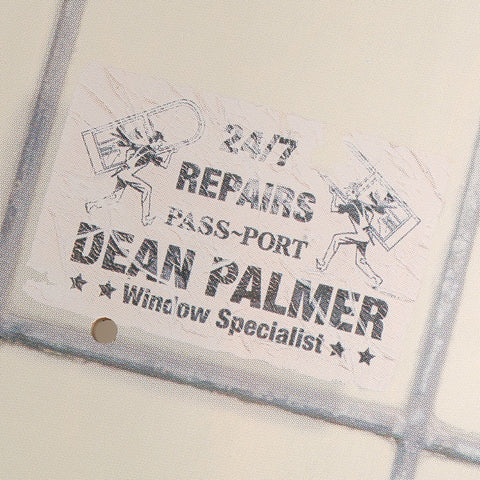 24/7
REPAIRS
PASS~PORT
DEAN PALMER
★ ★ Window Specialist ★ ★